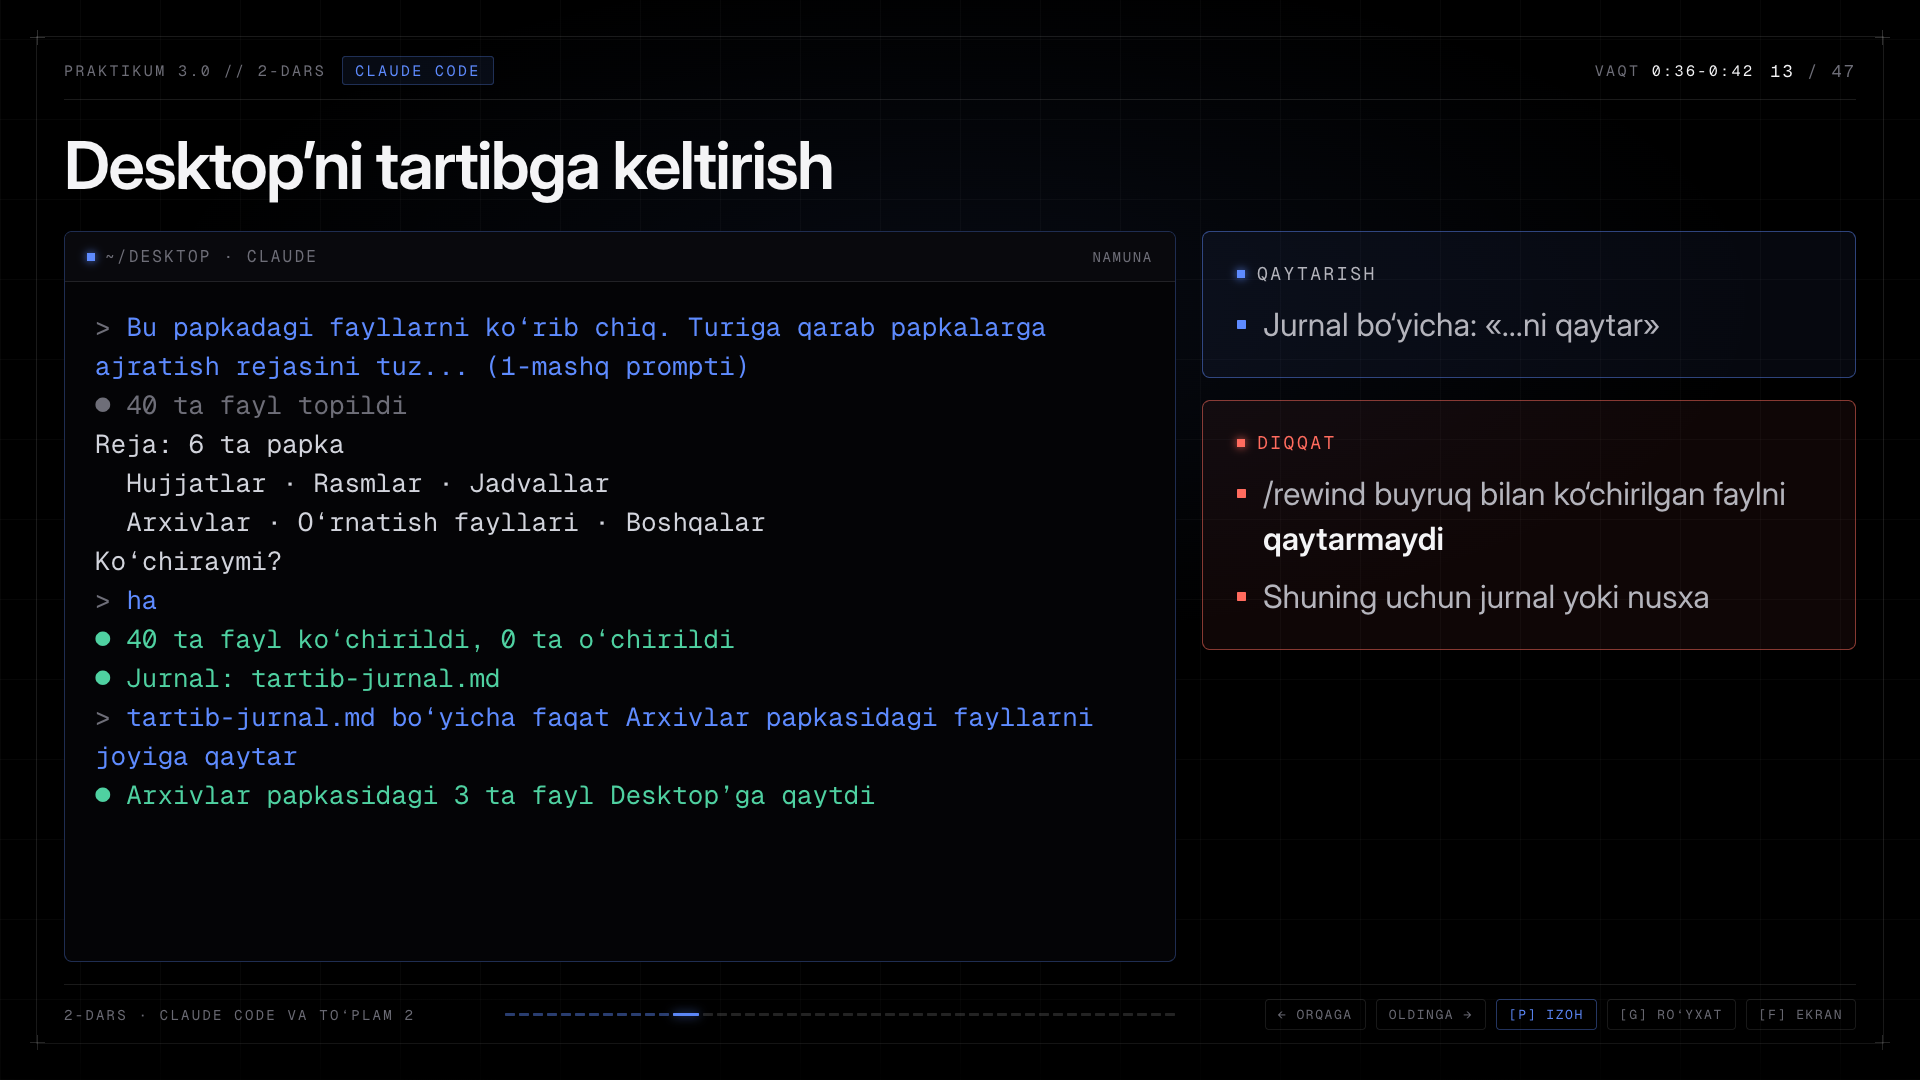 PRAKTIKUM 3.0 // 2-DARS
CLAUDE CODE
VAQT 0:36-0:42 13 / 47
Desktop’ni tartibga keltirish
~/DESKTOP · CLAUDE
NAMUNA
> Bu papkadagi fayllarni ko‘rib chiq. Turiga qarab papkalarga
ajratish rejasini tuz... (1-mashq prompti)
● 40 ta fayl topildi
Reja: 6 ta papka
Hujjatlar · Rasmlar · Jadvallar
Arxivlar · O‘rnatish fayllari · Boshqalar
Ko‘chiraymi?
> ha
● 40 ta fayl ko‘chirildi, 0 ta o‘chirildi
● Jurnal: tartib-jurnal.md
> tartib-jurnal.md bo‘yicha faqat Arxivlar papkasidagi fayllarni
joyiga qaytar
● Arxivlar papkasidagi 3 ta fayl Desktop’ga qaytdi
QAYTARISH
Jurnal bo‘yicha: «...ni qaytar»
DIQQAT
/rewind buyruq bilan ko‘chirilgan faylni
qaytarmaydi
Shuning uchun jurnal yoki nusxa
2-DARS · CLAUDE CODE VA TO‘PLAM 2
← ORQAGA
OLDINGA →
[P] IZOH
[G] RO‘YXAT
[F] EKRAN